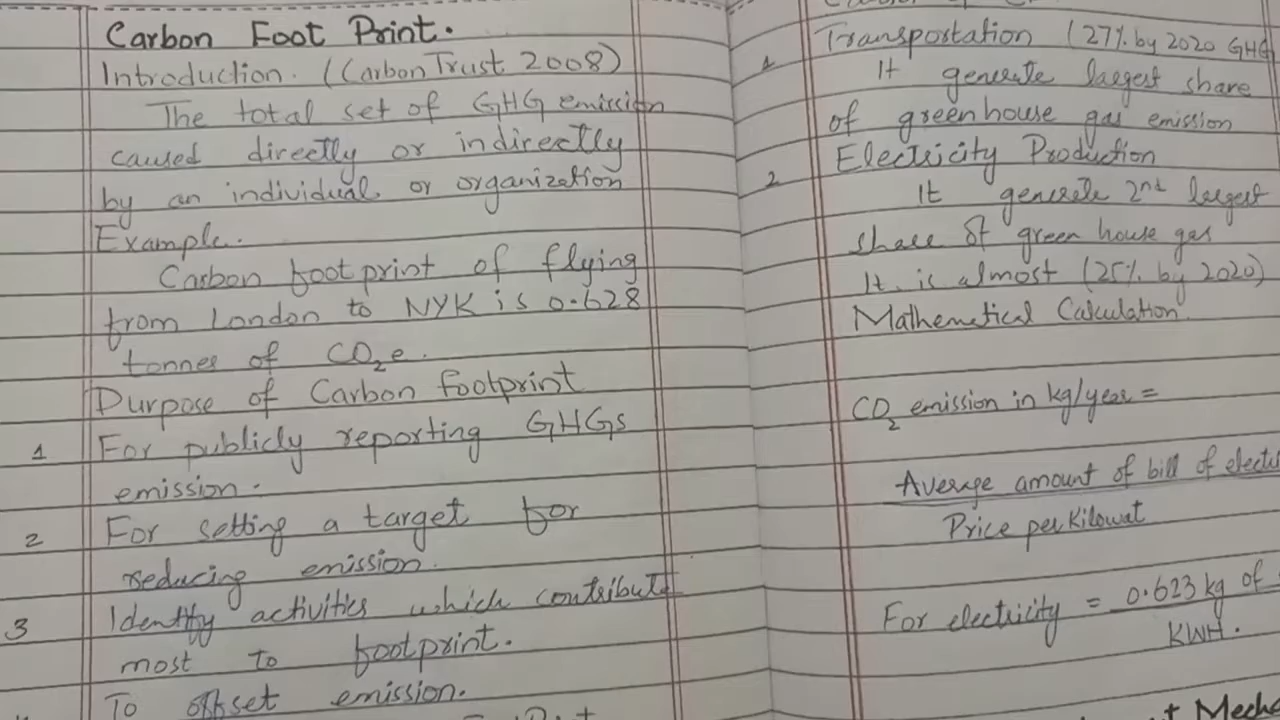 Carbon Foot Print.
Introduction. (Carbon Trust 2008)
The total set of GHG emission
caused directly or indirectly
by an individual or organization
Example.
Carbon footprint of flying
from London to NYK is 0.628
tonnes of CO2e.
Purpose of Carbon footprint
1 For publicly reporting GHGs
emission.
2 For setting a target for
reducing emission.
3 Identify activities which contribute
most to footprint.
To offset emission.
1 Transportation (27% by 2020 GHG
It generate largest share
of greenhouse gas emission
2 Electricity Production
It generate 2nd largest
share of green house gas
It is almost (25% by 2020)
Mathemetical Calculation.
CO2 emission in kg/year =
Average amount of bill of
Price per Kilowat
For electricity = 0.623 kg of
KWH.